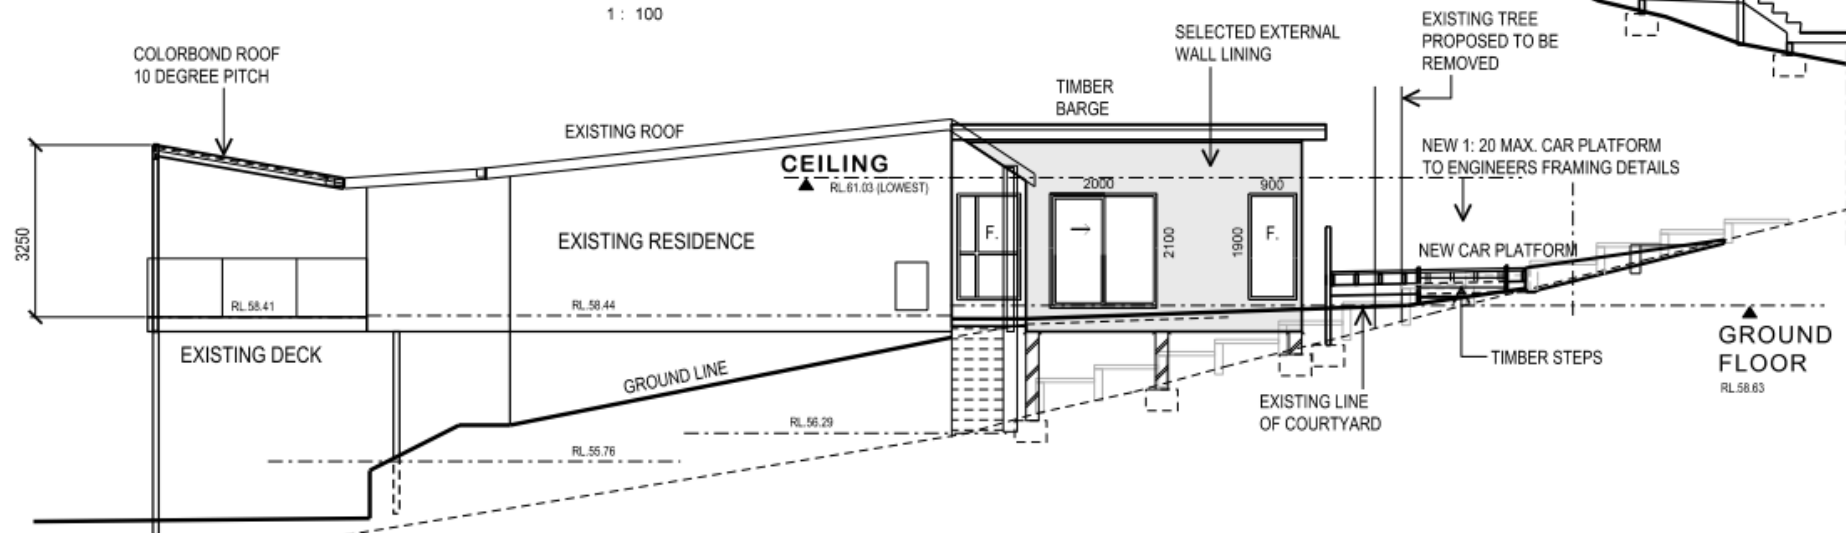 1 : 100
COLORBOND ROOF
10 DEGREE PITCH
EXISTING ROOF
TIMBER
BARGE
SELECTED EXTERNAL
WALL LINING
EXISTING TREE
PROPOSED TO BE
REMOVED
NEW 1: 20 MAX. CAR PLATFORM
TO ENGINEERS FRAMING DETAILS
CEILING
RL.61.03 (LOWEST)
2000
900
3250
EXISTING RESIDENCE
F.
2100
1900
F.
NEW CAR PLATFORM
RL.58.41
RL.58.44
EXISTING DECK
GROUND LINE
GROUND
FLOOR
RL.58.63
TIMBER STEPS
EXISTING LINE
OF COURTYARD
RL.56.29
RL.55.76